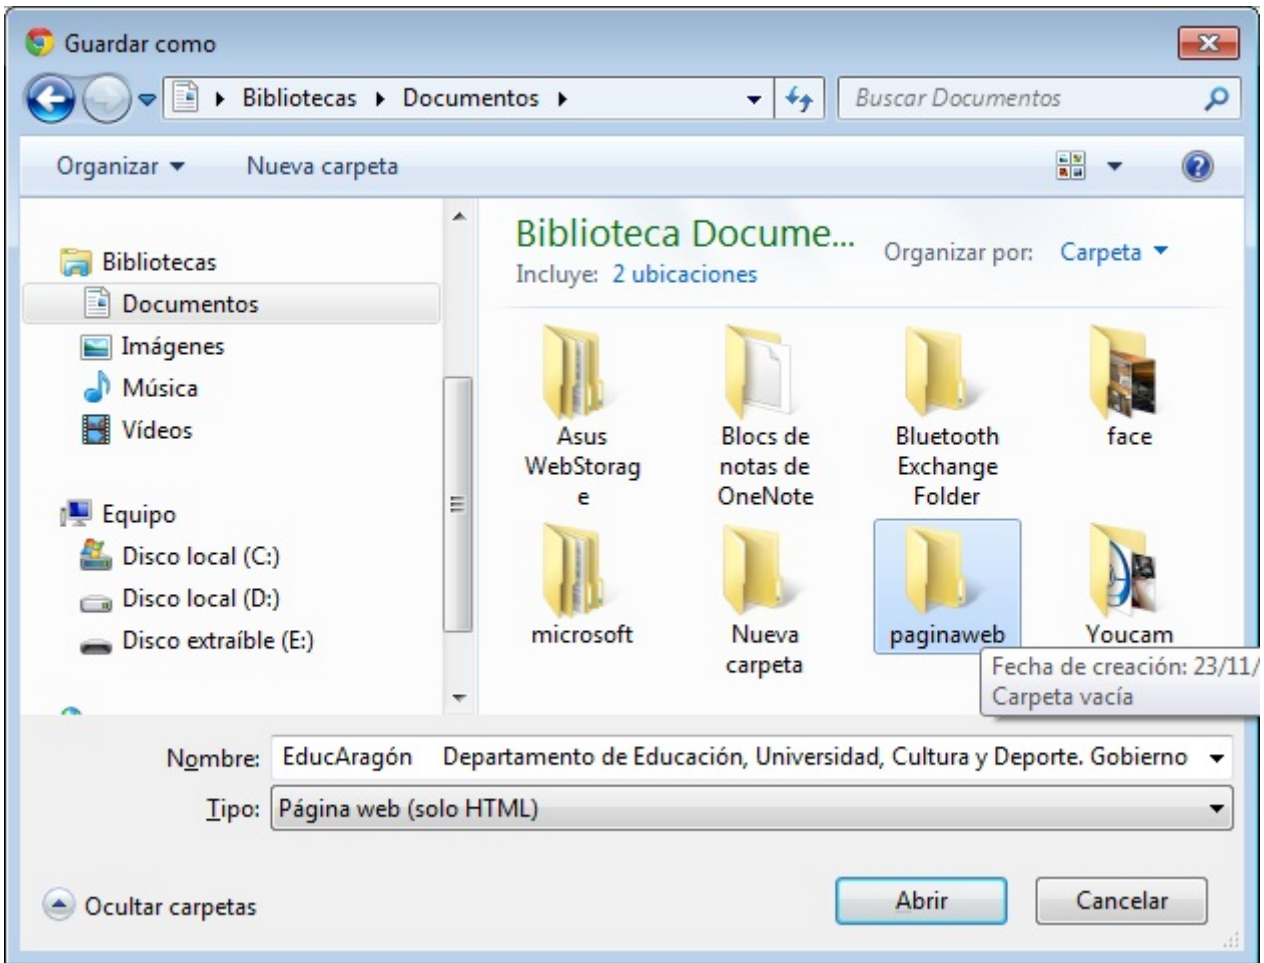 Guardar como
Bibliotecas Documentos
Buscar Documentos
Organizar Nueva carpeta
Bibliotecas
Documentos
Imágenes
Música
Vídeos
Equipo
Disco local (C:)
Disco local (D:)
Disco extraíble (E:)
Biblioteca Docume...
Incluye: 2 ubicaciones
Organizar por: Carpeta
Asus
WebStorag
e
Blocs de
notas de
OneNote
Bluetooth
Exchange
Folder
face
microsoft
Nueva
carpeta
paginaweb
Youcam
Fecha de creación: 23/11/
Carpeta vacía
Nombre: EducAragón Departamento de Educación, Universidad, Cultura y Deporte. Gobierno
Tipo: Página web (solo HTML)
Ocultar carpetas
Abrir
Cancelar